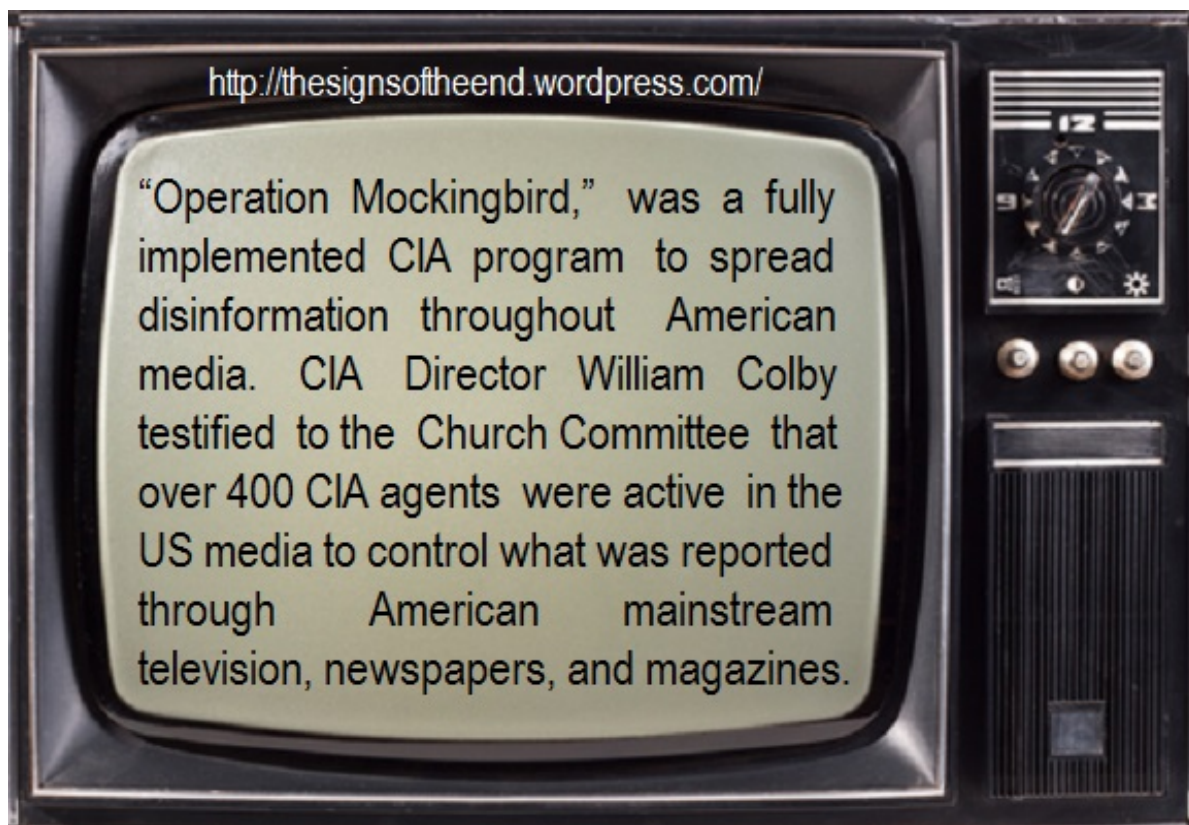 http://thesignsoftheend.wordpress.com/
“Operation Mockingbird,” was a fully
implemented CIA program to spread
disinformation throughout American
media. CIA Director William Colby
testified to the Church Committee that
over 400 CIA agents were active in the
US media to control what was reported
through American mainstream
television, newspapers, and magazines.
12
9 3